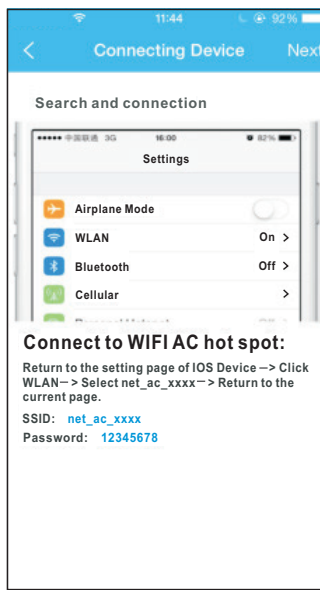 11:44
92%
Connecting Device
Next
Search and connection
中国联通 3G
16:00
82%
Settings
Airplane Mode
WLAN
On >
Bluetooth
Off >
Cellular
>
Connect to WIFI AC hot spot:
Return to the setting page of IOS Device —> Click
WLAN—> Select net_ac_xxxx—> Return to the
current page.
SSID: net_ac_xxxx
Password: 12345678